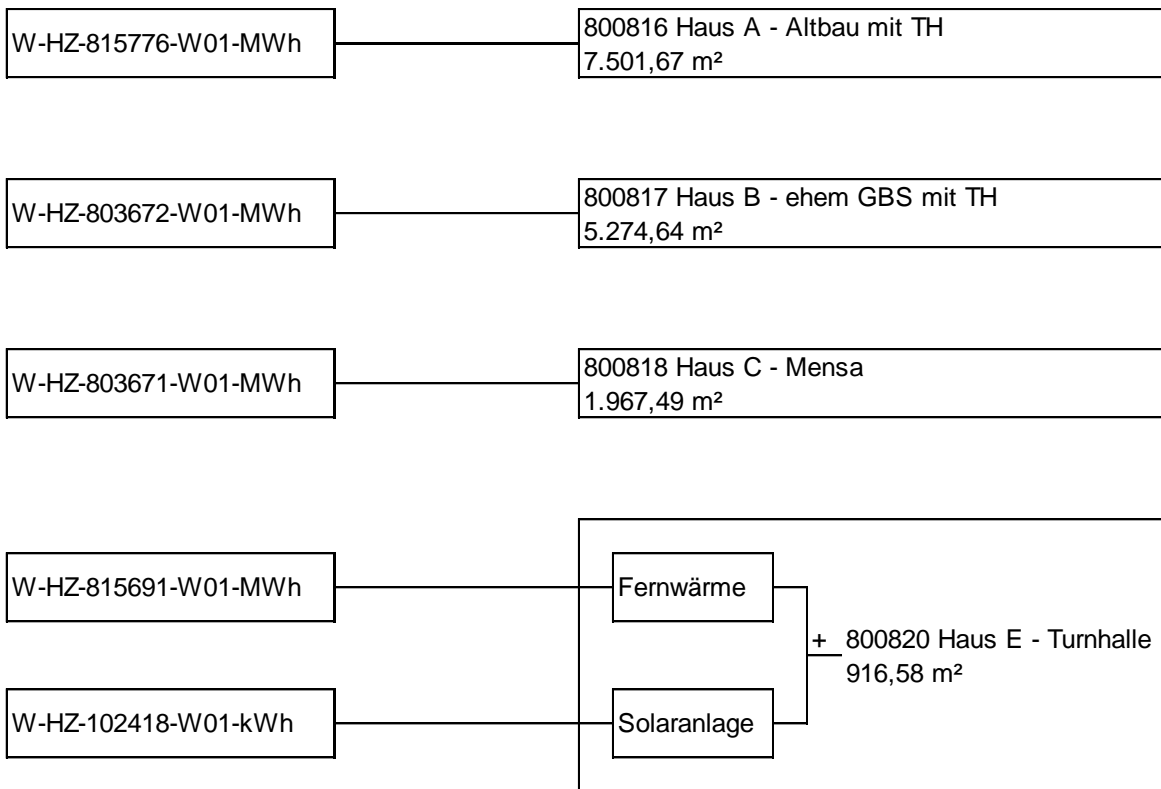 W-HZ-815776-W01-MWh
800816 Haus A - Altbau mit TH
7.501,67 m²
W-HZ-803672-W01-MWh
800817 Haus B - ehem GBS mit TH
5.274,64 m²
W-HZ-803671-W01-MWh
800818 Haus C - Mensa
1.967,49 m²
W-HZ-815691-W01-MWh
Fernwärme
+ 800820 Haus E - Turnhalle
916,58 m²
W-HZ-102418-W01-kWh
Solaranlage